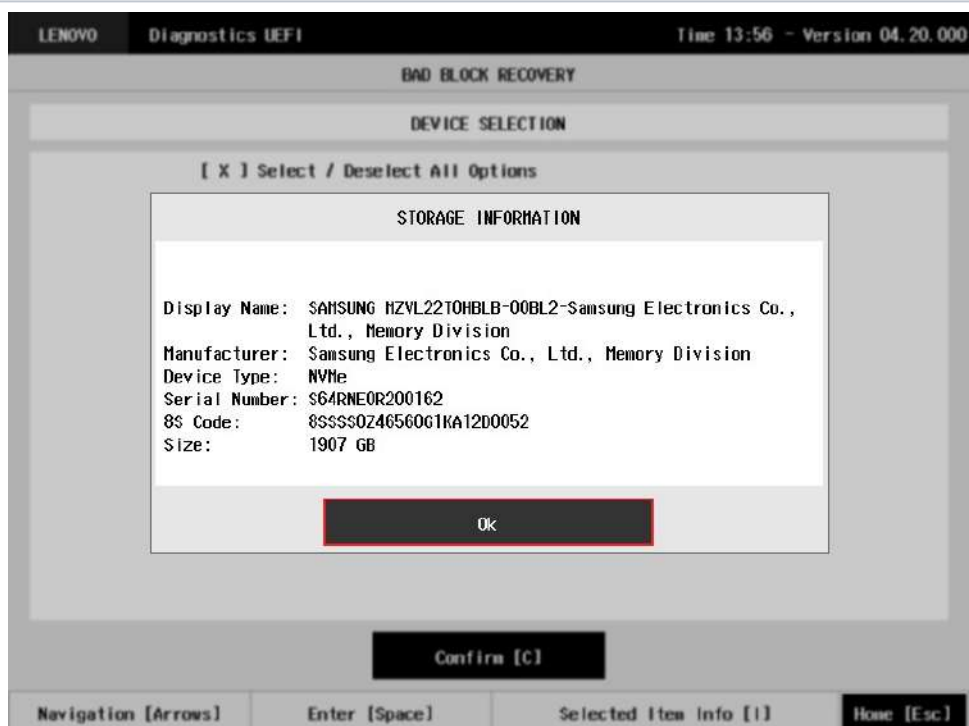 LENOVO Diagnostics UEFI Time 13:56 - Version 04.20.000
BAD BLOCK RECOVERY
DEVICE SELECTION
[ X ] Select / Deselect All Options
STORAGE INFORMATION
Display Name: SAMSUNG MZVL22T0HBLB-00BL2-Samsung Electronics Co.,
Ltd., Memory Division
Manufacturer: Samsung Electronics Co., Ltd., Memory Division
Device Type: NVMe
Serial Number: S64RNE0R200162
8S Code: 8SSSS0Z46560G1KA12D0052
Size: 1907 GB
Ok
Confirm [C]
Navigation [Arrows] Enter [Space] Selected Item Info [I] Home [Esc]